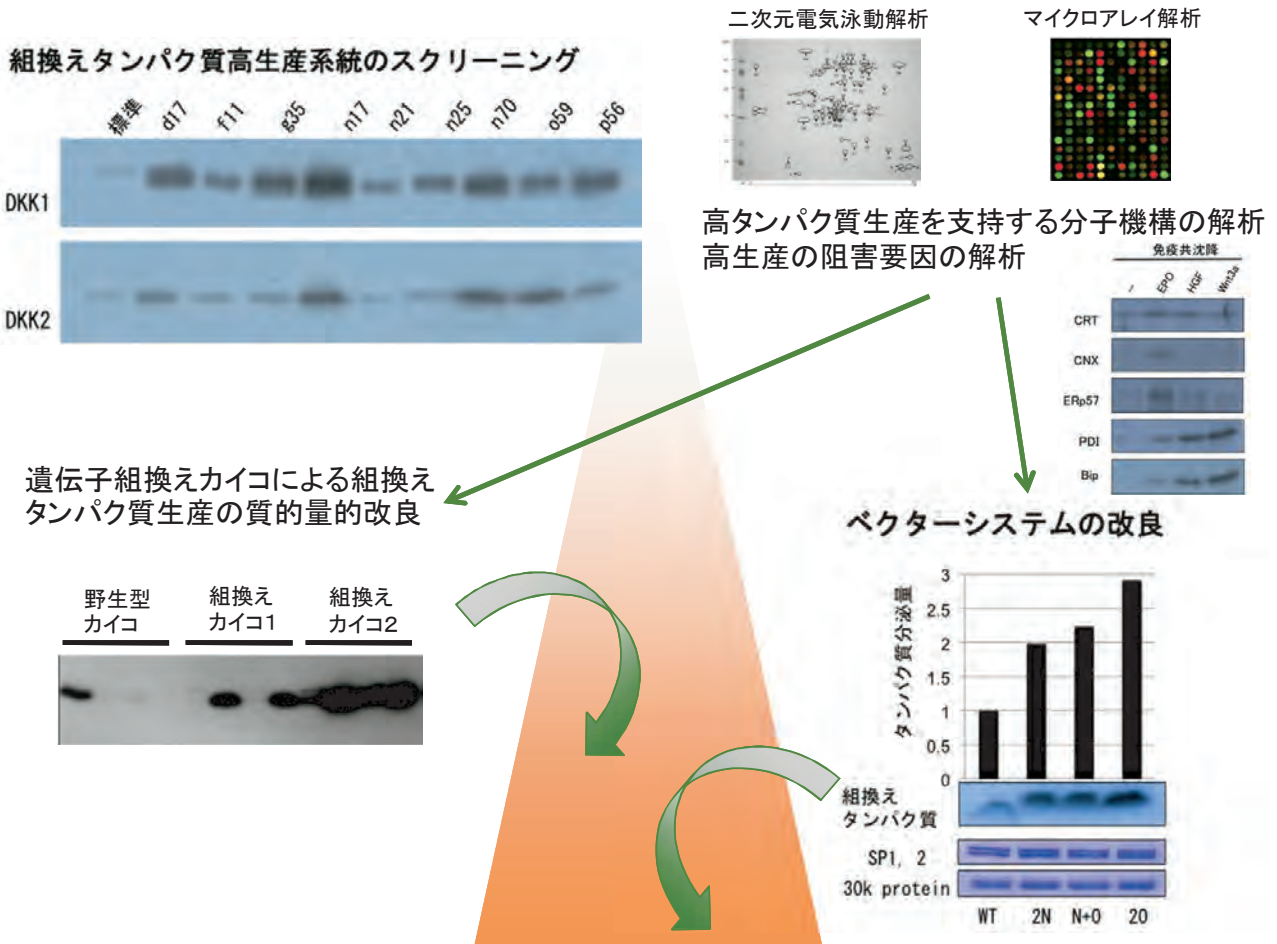 組換えタンパク質高生産系統のスクリーニング
標準 d17 f11 g35 n17 n21 n25 n70 o59 p56
DKK1
DKK2
二次元電気泳動解析
マイクロアレイ解析
高タンパク質生産を支持する分子機構の解析
高生産の阻害要因の解析
免疫共沈降
- EPO HGF Wnt3a
CRT
CNX
ERp57
PDI
Bip
遺伝子組換えカイコによる組換え
タンパク質生産の質的量的改良
野生型
カイコ
組換え
カイコ1
組換え
カイコ2
ベクターシステムの改良
タンパク質分泌量
3
2.5
2
1.5
1
0.5
0
組換え
タンパク質
SP1, 2
30k protein
WT 2N N+O 2O